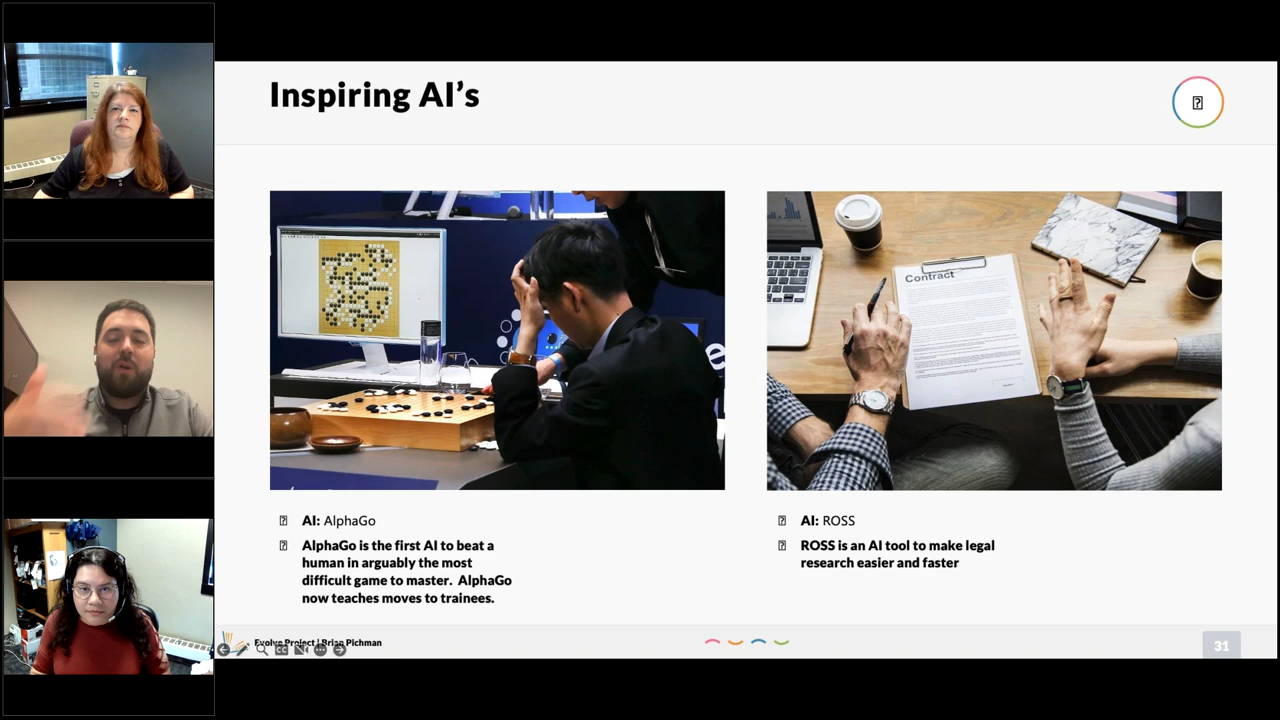 Inspiring AI’s
Contract
AI: AlphaGo
AlphaGo is the first AI to beat a
human in arguably the most
difficult game to master.  AlphaGo
now teaches moves to trainees.
AI: ROSS
ROSS is an AI tool to make legal
research easier and faster
Evolve Project | Brian Pichman
31